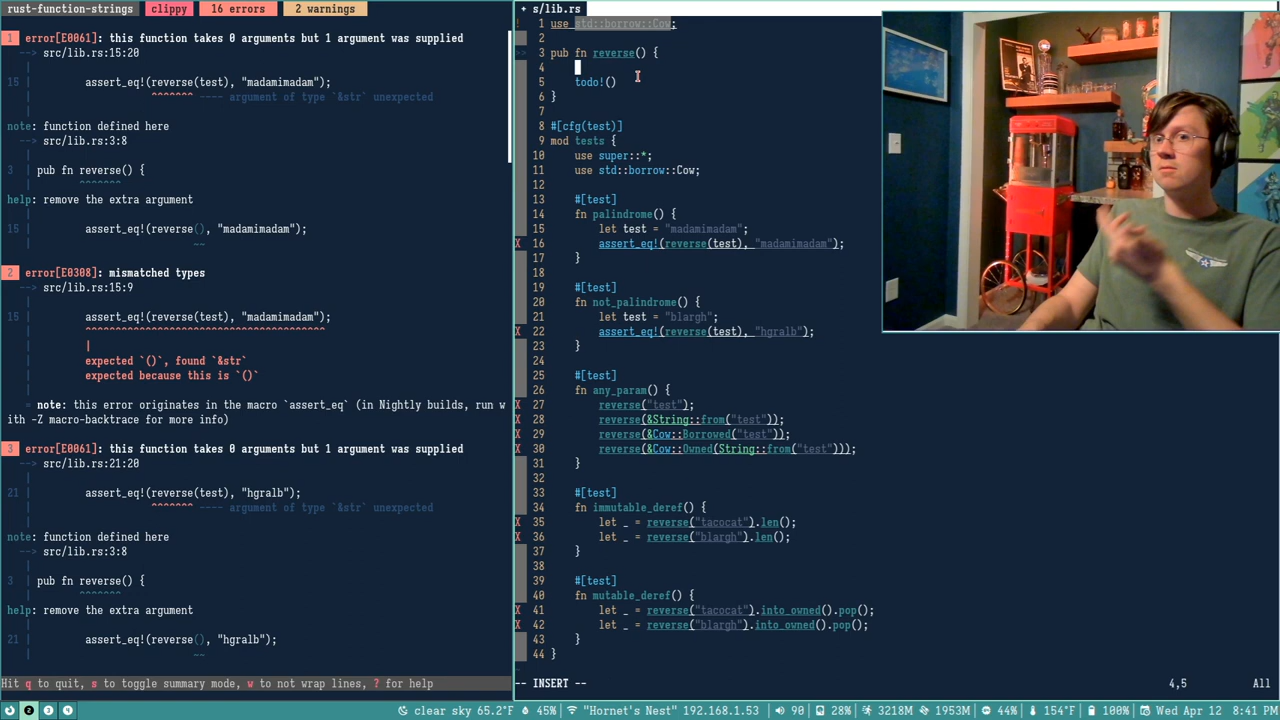 rust-function-strings clippy 16 errors 2 warnings
1 error[E0061]: this function takes 0 arguments but 1 argument was supplied
--> src/lib.rs:15:20
|
15 | assert_eq!(reverse(test), "madamimadam");
| ^^^^^^^ ---- argument of type `&str` unexpected
|
note: function defined here
--> src/lib.rs:3:8
|
3 | pub fn reverse() {
| ^^^^^^^
help: remove the extra argument
|
15 | assert_eq!(reverse(), "madamimadam");
| ~~
2 error[E0308]: mismatched types
--> src/lib.rs:15:9
|
15 | assert_eq!(reverse(test), "madamimadam");
| ^^^^^^^^^^^^^^^^^^^^^^^^^^^^^^^^^^^^^^^^
| |
| expected `()`, found `&str`
| expected because this is `()`
|
= note: this error originates in the macro `assert_eq` (in Nightly builds, run w
ith -Z macro-backtrace for more info)
3 error[E0061]: this function takes 0 arguments but 1 argument was supplied
--> src/lib.rs:21:20
|
21 | assert_eq!(reverse(test), "hgralb");
| ^^^^^^^ ---- argument of type `&str` unexpected
|
note: function defined here
--> src/lib.rs:3:8
|
3 | pub fn reverse() {
| ^^^^^^^
help: remove the extra argument
|
21 | assert_eq!(reverse(), "hgralb");
| ~~
Hit q to quit, s to toggle summary mode, w to not wrap lines, ? for help
+ s/lib.rs
! 1 use std::borrow::Cow;
2
>> 3 pub fn reverse() {
4
5 todo!()
6 }
7
8 #[cfg(test)]
9 mod tests {
10 use super::*;
11 use std::borrow::Cow;
12
13 #[test]
14 fn palindrome() {
15 let test = "madamimadam";
X 16 assert_eq!(reverse(test), "madamimadam");
17 }
18
19 #[test]
20 fn not_palindrome() {
21 let test = "blargh";
X 22 assert_eq!(reverse(test), "hgralb");
23 }
24
25 #[test]
26 fn any_param() {
X 27 reverse("test");
X 28 reverse(&String::from("test"));
X 29 reverse(&Cow::Borrowed("test"));
X 30 reverse(&Cow::Owned(String::from("test")));
31 }
32
33 #[test]
34 fn immutable_deref() {
X 35 let _ = reverse("tacocat").len();
X 36 let _ = reverse("blargh").len();
37 }
38
39 #[test]
40 fn mutable_deref() {
X 41 let _ = reverse("tacocat").into_owned().pop();
X 42 let _ = reverse("blargh").into_owned().pop();
43 }
44 }
-- INSERT -- 4,5 All
2 3 4 clear sky 65.2°F 45% | "Hornet's Nest" 192.168.1.53 | 90 | 28% | 3218M 1953M | 44% | 154°F | 100% | Wed Apr 12 | 8:41 PM